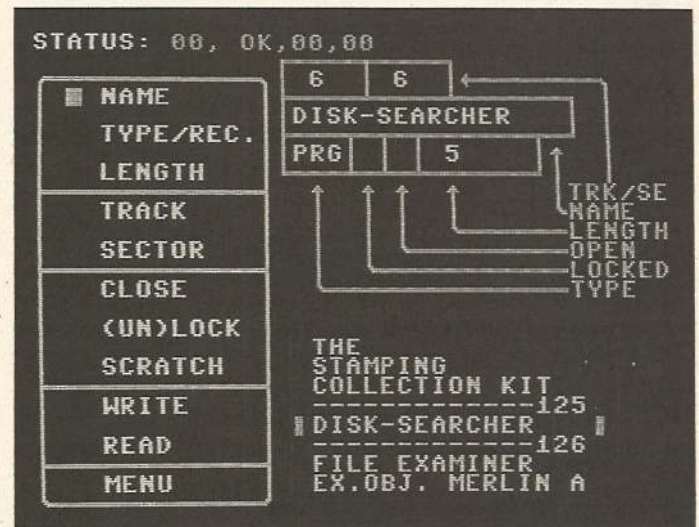 STATUS: 00, OK,00,00
NAME
TYPE/REC.
LENGTH
TRACK
SECTOR
CLOSE
(UN)LOCK
SCRATCH
WRITE
READ
MENU
6 6
DISK-SEARCHER
PRG 5
TRK/SE
NAME
LENGTH
OPEN
LOCKED
TYPE
THE
STAMPING
COLLECTION KIT
-------------125
DISK-SEARCHER
-------------126
FILE EXAMINER
EX.OBJ. MERLIN A